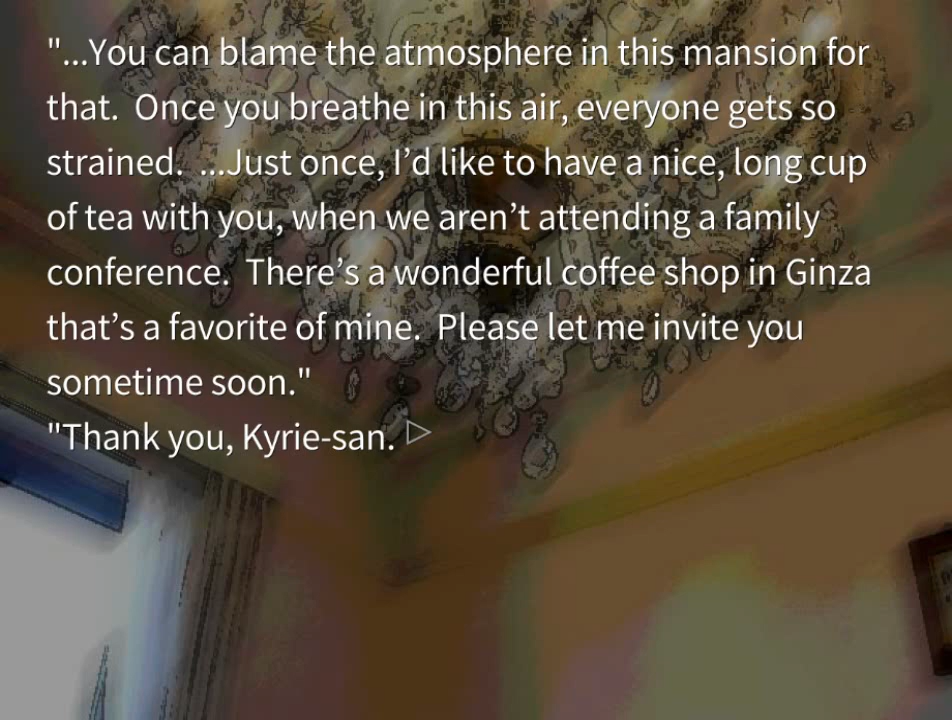 "...You can blame the atmosphere in this mansion for
that.  Once you breathe in this air, everyone gets so
strained.  ...Just once, I’d like to have a nice, long cup
of tea with you, when we aren’t attending a family
conference.  There’s a wonderful coffee shop in Ginza
that’s a favorite of mine.  Please let me invite you
sometime soon."
"Thank you, Kyrie-san.